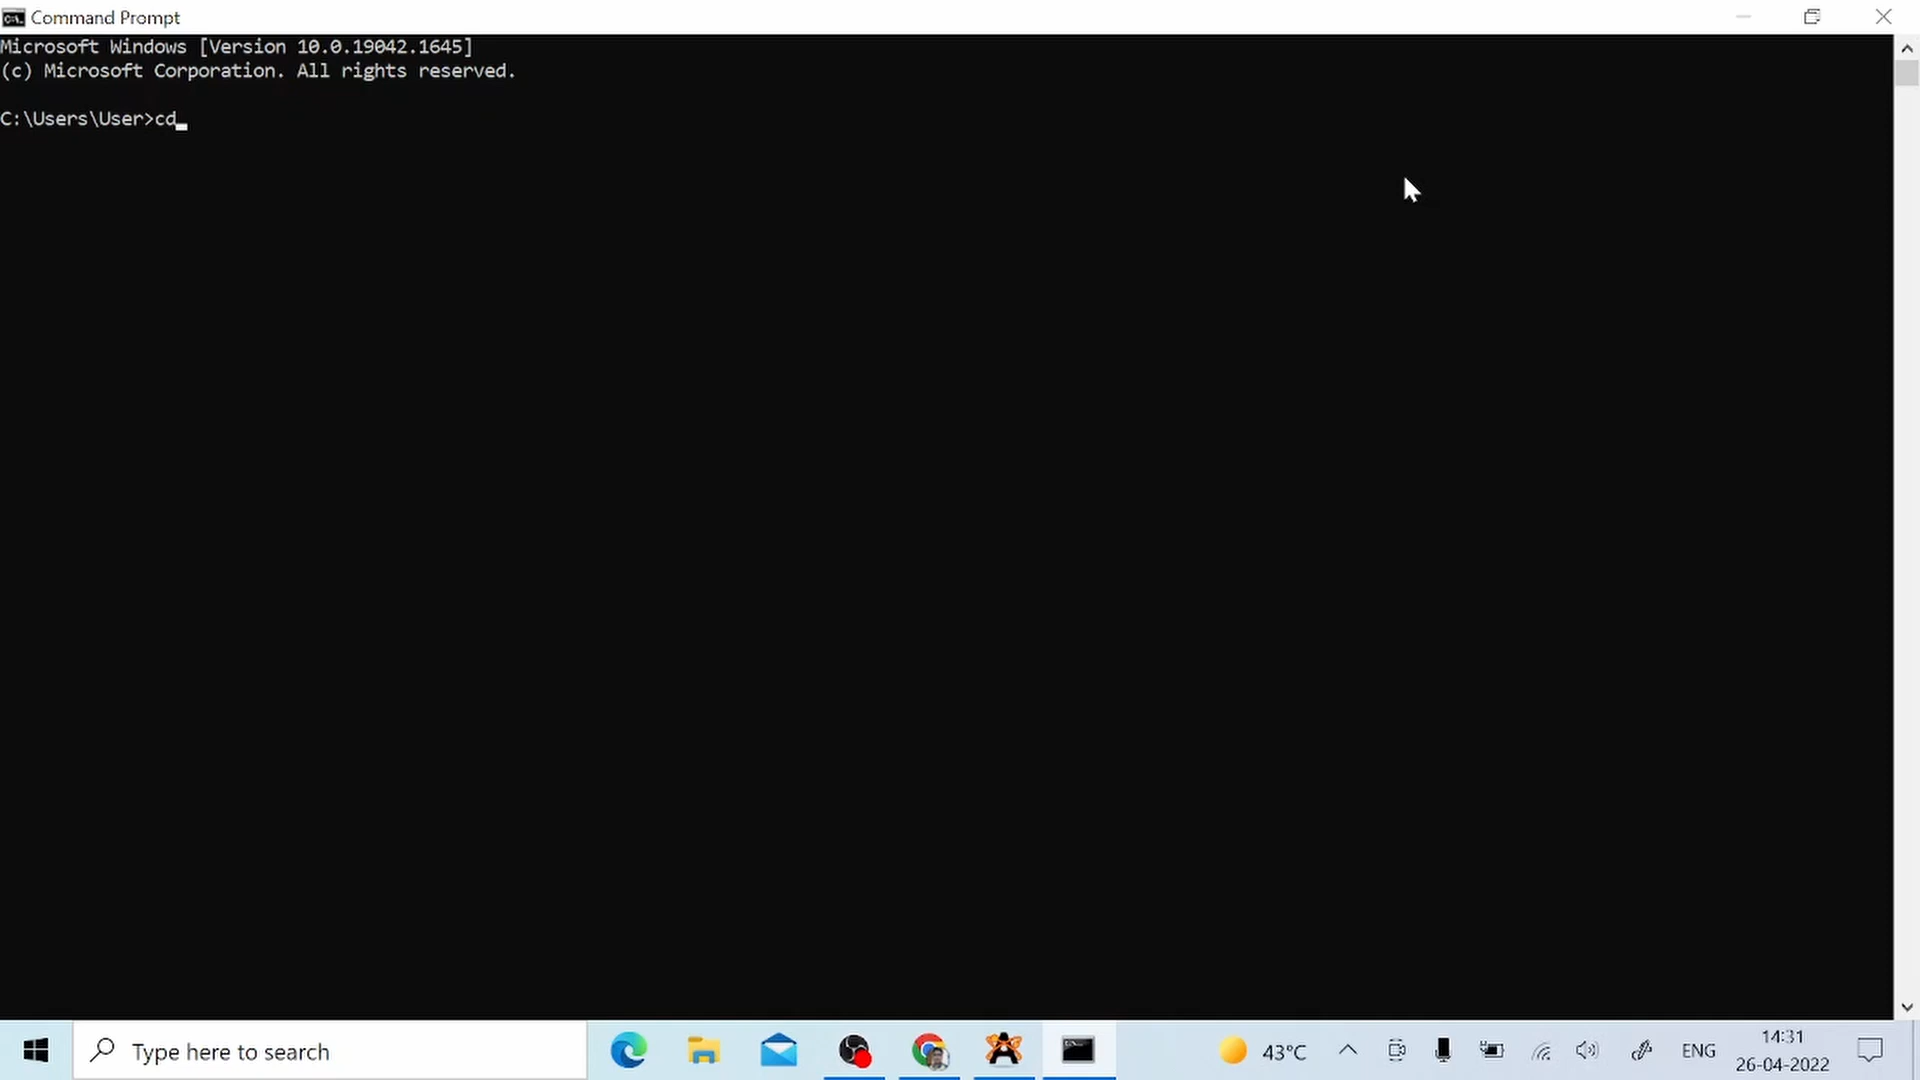 Command Prompt
Microsoft Windows [Version 10.0.19042.1645]
(c) Microsoft Corporation. All rights reserved.
C:\Users\User>cd
Type here to search
43°C
ENG
14:31
26-04-2022